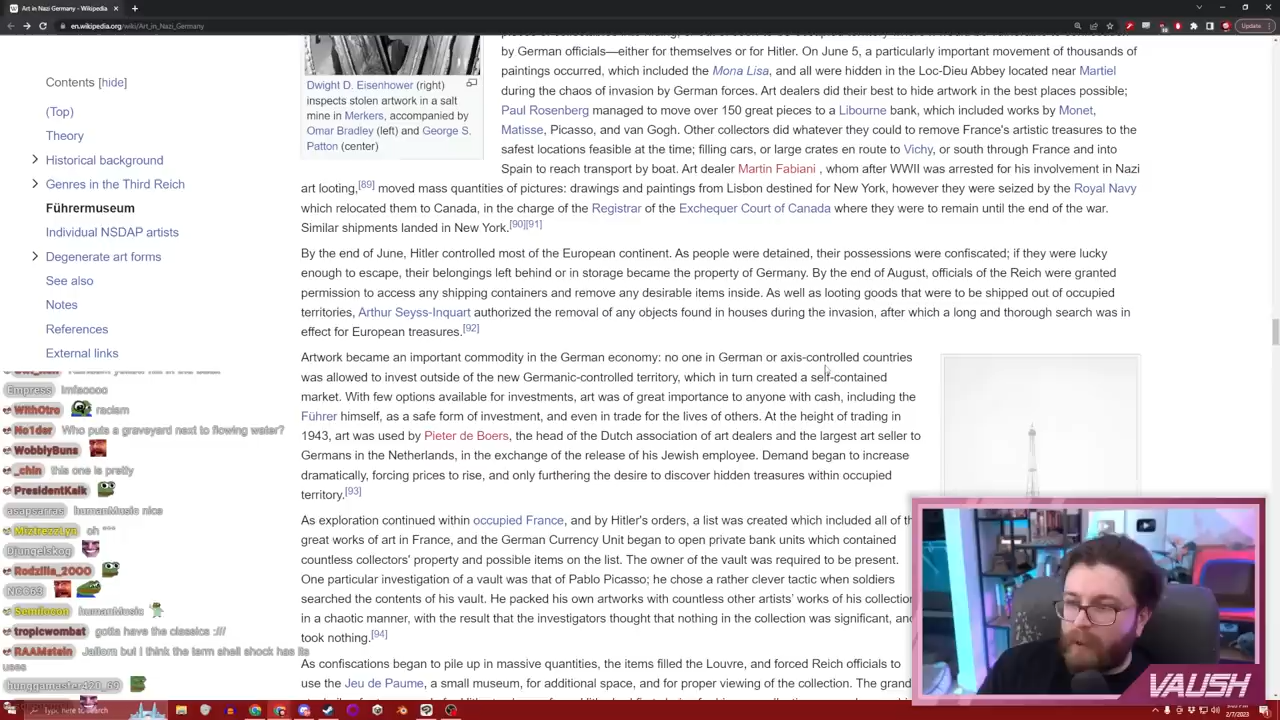 Art in Nazi Germany - Wikipedia
en.wikipedia.org/wiki/Art_in_Nazi_Germany
Update
Contents [hide]
(Top)
Theory
Historical background
Genres in the Third Reich
Führermuseum
Individual NSDAP artists
Degenerate art forms
See also
Notes
References
External links
Dwight D. Eisenhower (right)
inspects stolen artwork in a salt
mine in Merkers, accompanied by
Omar Bradley (left) and George S.
Patton (center)
by German officials—either for themselves or for Hitler. On June 5, a particularly important movement of thousands of
paintings occurred, which included the Mona Lisa, and all were hidden in the Loc-Dieu Abbey located near Martiel
during the chaos of invasion by German forces. Art dealers did their best to hide artwork in the best places possible;
Paul Rosenberg managed to move over 150 great pieces to a Libourne bank, which included works by Monet,
Matisse, Picasso, and van Gogh. Other collectors did whatever they could to remove France's artistic treasures to the
safest locations feasible at the time; filling cars, or large crates en route to Vichy, or south through France and into
Spain to reach transport by boat. Art dealer Martin Fabiani , whom after WWII was arrested for his involvement in Nazi
art looting,[89] moved mass quantities of pictures: drawings and paintings from Lisbon destined for New York, however they were seized by the Royal Navy
which relocated them to Canada, in the charge of the Registrar of the Exchequer Court of Canada where they were to remain until the end of the war.
Similar shipments landed in New York.[90][91]
By the end of June, Hitler controlled most of the European continent. As people were detained, their possessions were confiscated; if they were lucky
enough to escape, their belongings left behind or in storage became the property of Germany. By the end of August, officials of the Reich were granted
permission to access any shipping containers and remove any desirable items inside. As well as looting goods that were to be shipped out of occupied
territories, Arthur Seyss-Inquart authorized the removal of any objects found in houses during the invasion, after which a long and thorough search was in
effect for European treasures.[92]
Artwork became an important commodity in the German economy: no one in German or axis-controlled countries
was allowed to invest outside of the new Germanic-controlled territory, which in turn created a self-contained
market. With few options available for investments, art was of great importance to anyone with cash, including the
Führer himself, as a safe form of investment, and even in trade for the lives of others. At the height of trading in
1943, art was used by Pieter de Boers, the head of the Dutch association of art dealers and the largest art seller to
Germans in the Netherlands, in the exchange of the release of his Jewish employee. Demand began to increase
dramatically, forcing prices to rise, and only furthering the desire to discover hidden treasures within occupied
territory.[93]
As exploration continued within occupied France, and by Hitler's orders, a list was created which included all of th
great works of art in France, and the German Currency Unit began to open private bank units which contained
countless collectors' property and possible items on the list. The owner of the vault was required to be present.
One particular investigation of a vault was that of Pablo Picasso; he chose a rather clever tactic when soldiers
searched the contents of his vault. He packed his own artworks with countless other artists' works of his collection
in a chaotic manner, with the result that the investigators thought that nothing in the collection was significant, and
took nothing.[94]
As confiscations began to pile up in massive quantities, the items filled the Louvre, and forced Reich officials to
use the Jeu de Paume, a small museum, for additional space, and for proper viewing of the collection. The grand
Empress lmfaoooo
WithOtro racism
No1der Who puts a graveyard next to flowing water?
WobblyBuns
_chin this one is pretty
PresidentKaik
asapsarras humanMusic nice
MiztrezzLyn oh ***
Djungelskog
Rodzilla_2000
NCC63
Semflocon humanMusic
tropicwombat gotta have the classics :///
RAAMstein Jallom but I think the term shell shock has its
uses
hunggamaster420_69
VAUSH
Type here to search
2/7/2023